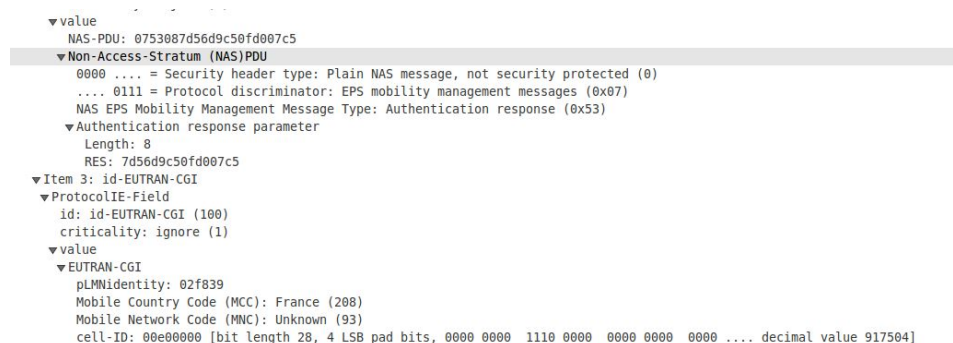 value
NAS-PDU: 0753087d56d9c50fd007c5
Non-Access-Stratum (NAS)PDU
0000 .... = Security header type: Plain NAS message, not security protected (0)
.... 0111 = Protocol discriminator: EPS mobility management messages (0x07)
NAS EPS Mobility Management Message Type: Authentication response (0x53)
Authentication response parameter
Length: 8
RES: 7d56d9c50fd007c5
Item 3: id-EUTRAN-CGI
ProtocolIE-Field
id: id-EUTRAN-CGI (100)
criticality: ignore (1)
value
EUTRAN-CGI
pLMNidentity: 02f839
Mobile Country Code (MCC): France (208)
Mobile Network Code (MNC): Unknown (93)
cell-ID: 00e00000 [bit length 28, 4 LSB pad bits, 0000 0000  1110 0000  0000 0000  0000 .... decimal value 917504]